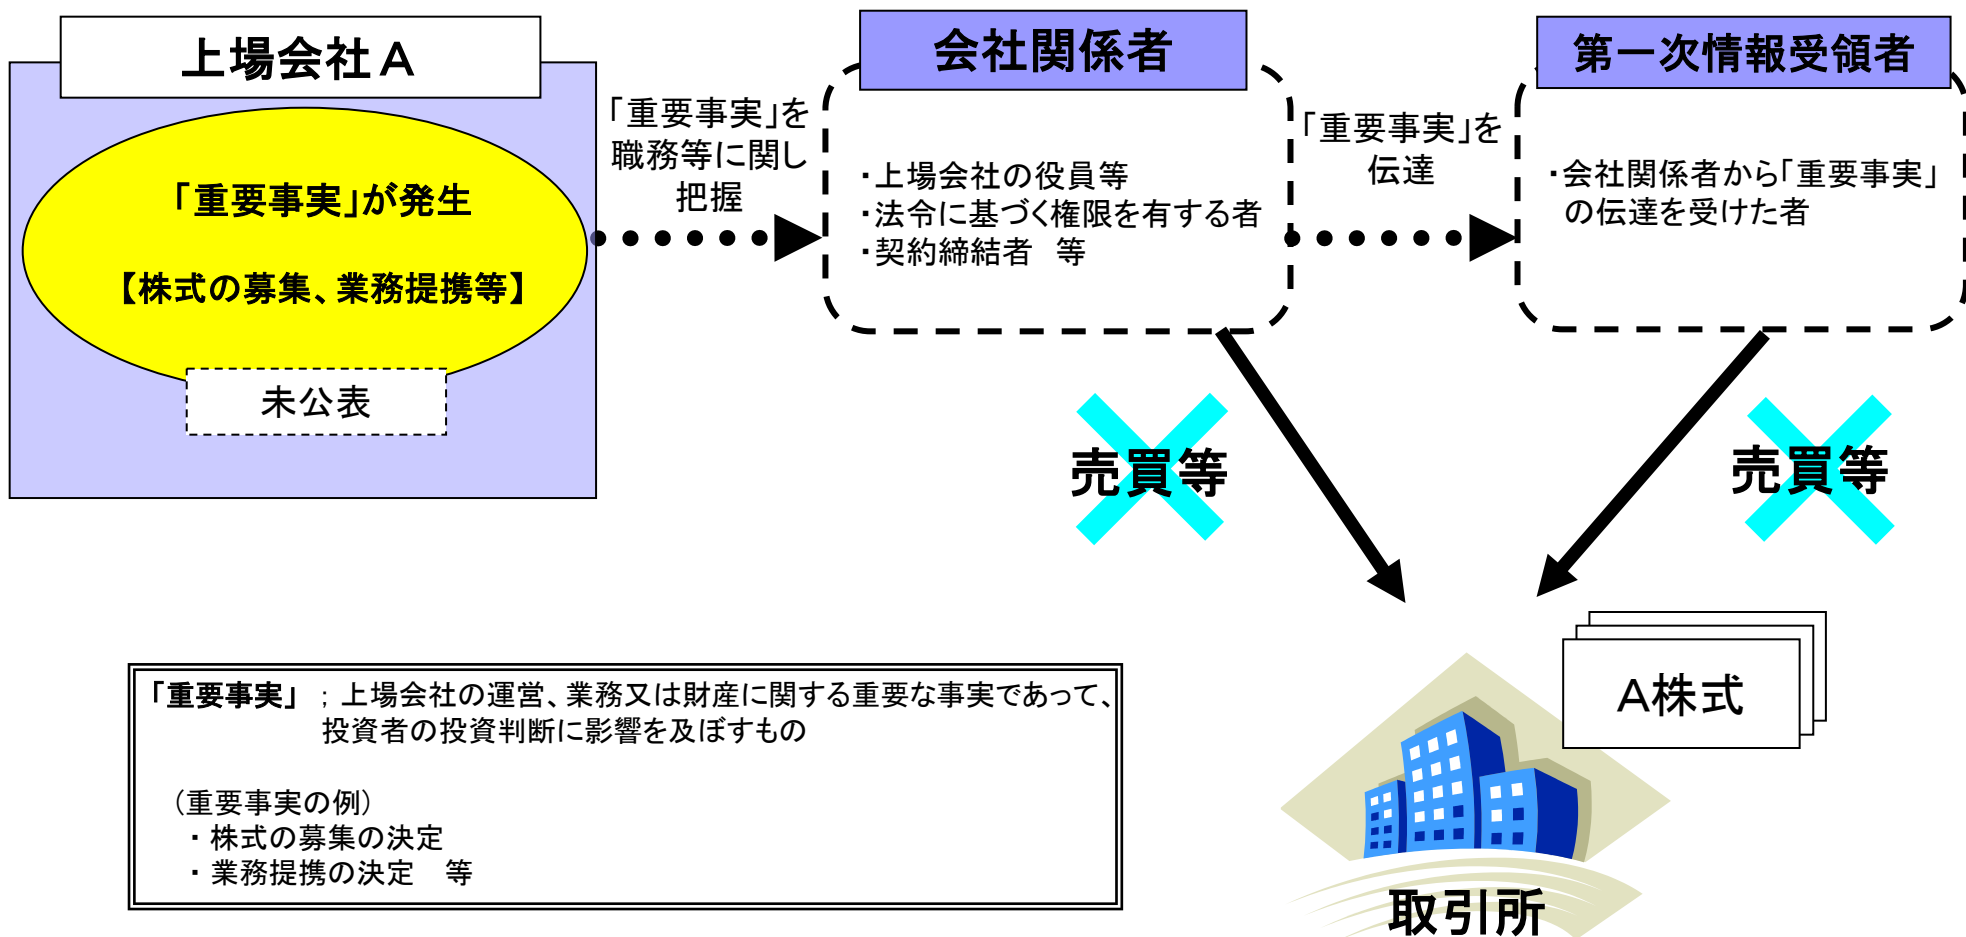 上場会社A
「重要事実」が発生
【株式の募集、業務提携等】
未公表
「重要事実」を
職務等に関し
把握
会社関係者
・上場会社の役員等
・法令に基づく権限を有する者
・契約締結者　等
「重要事実」を
伝達
第一次情報受領者
・会社関係者から「重要事実」
の伝達を受けた者
売買等
売買等
A株式
取引所
「重要事実」 ；上場会社の運営、業務又は財産に関する重要な事実であって、
投資者の投資判断に影響を及ぼすもの
（重要事実の例）
・株式の募集の決定
・業務提携の決定　等